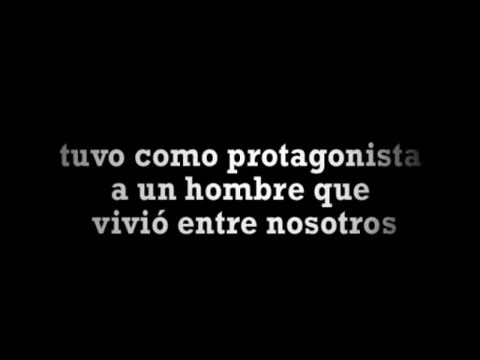 tuvo como protagonista
a un hombre que
vivió entre nosotros